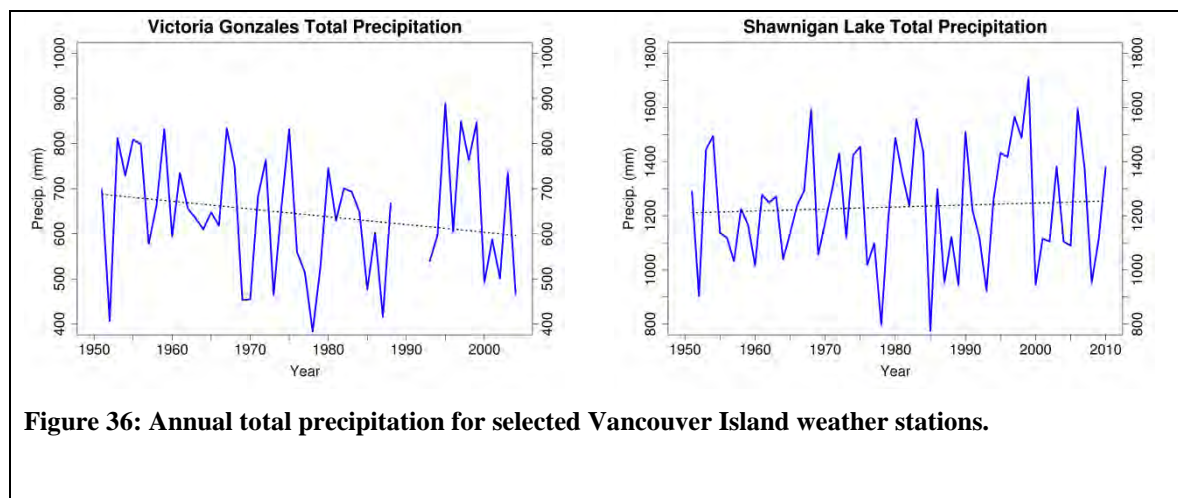 Victoria Gonzales Total Precipitation
Precip. (mm)
400 500 600 700 800 900 1000
400 500 600 700 800 900 1000
1950 1960 1970 1980 1990 2000
Year
Shawnigan Lake Total Precipitation
Precip. (mm)
800 1000 1200 1400 1600 1800
800 1000 1200 1400 1600 1800
1950 1960 1970 1980 1990 2000 2010
Year
Figure 36: Annual total precipitation for selected Vancouver Island weather stations.